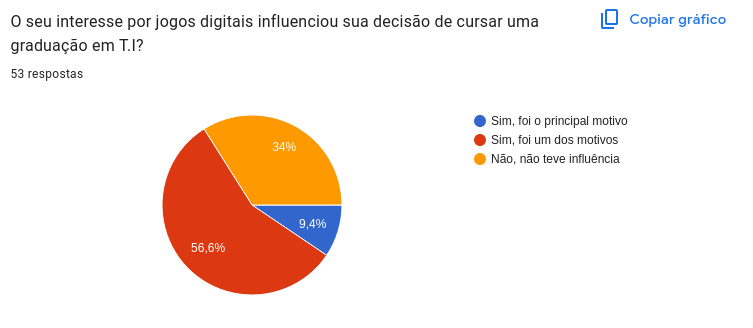 O seu interesse por jogos digitais influenciou sua decisão de cursar uma
graduação em T.I?
Copiar gráfico
53 respostas
Sim, foi o principal motivo
Sim, foi um dos motivos
Não, não teve influência
34%
9,4%
56,6%